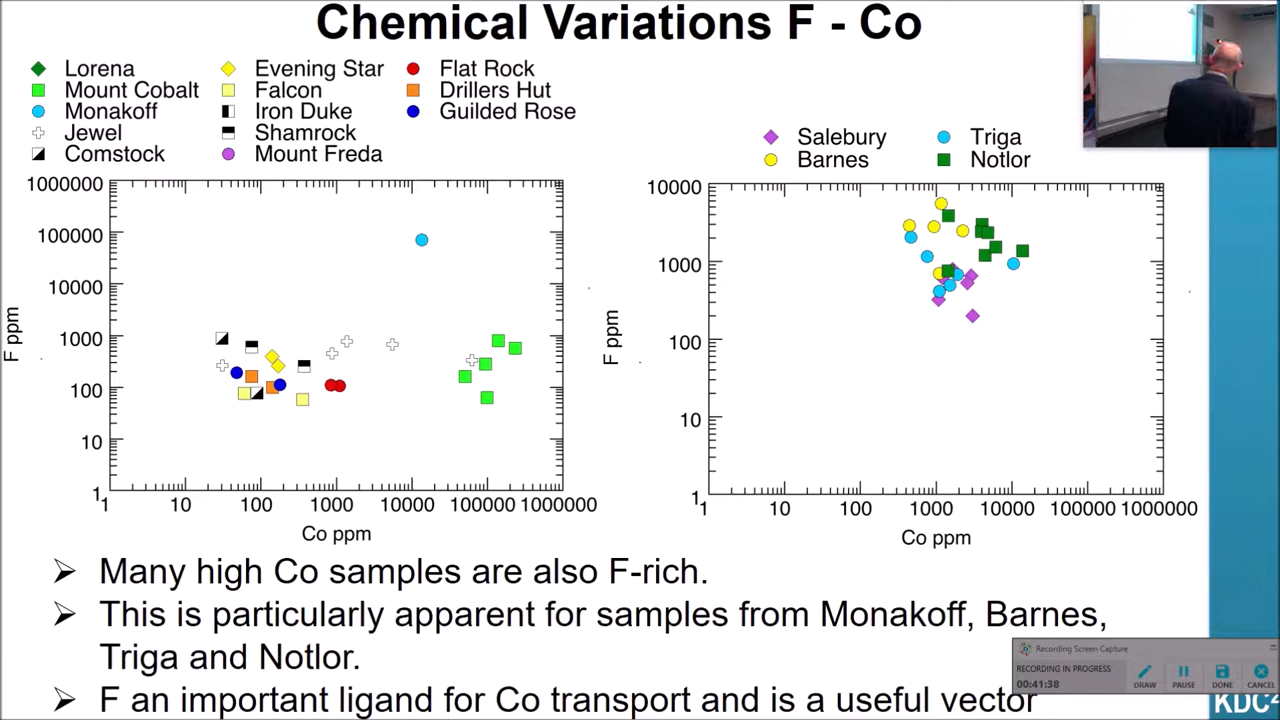 Chemical Variations F - Co
Lorena
Mount Cobalt
Monakoff
Jewel
Comstock
Evening Star
Falcon
Iron Duke
Shamrock
Mount Freda
Flat Rock
Drillers Hut
Guilded Rose
Salebury
Barnes
Triga
Notlor
1000000
100000
10000
1000
100
10
1
F ppm
1 10 100 1000 10000 100000 1000000
Co ppm
10000
1000
100
10
1
F ppm
1 10 100 1000 10000 100000 1000000
Co ppm
➢ Many high Co samples are also F-rich.
➢ This is particularly apparent for samples from Monakoff, Barnes,
Triga and Notlor.
➢ F an important ligand for Co transport and is a useful vector
Recording Screen Capture
RECORDING IN PROGRESS
00:41:38
DRAW PAUSE DONE CANCEL